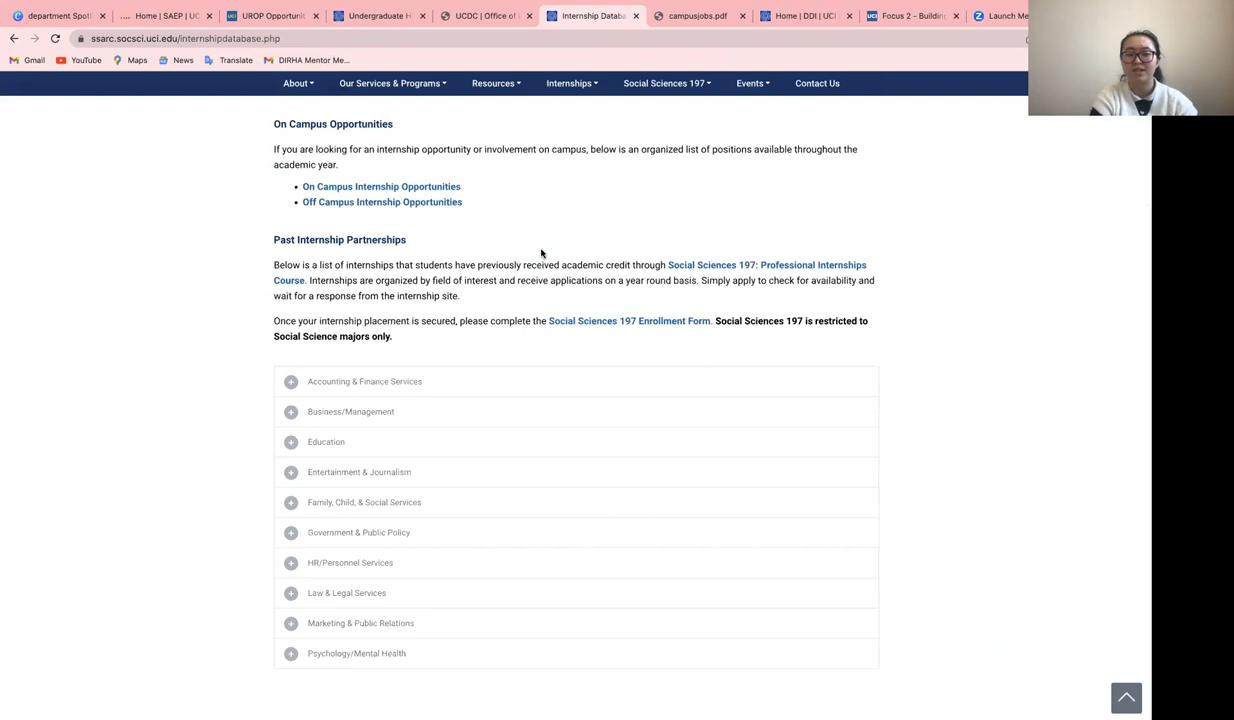 department Spotl
Home | SAEP | UC
UCI UROP Opportuni
Undergraduate H
UCDC | Office of
Internship Databa
campusjobs.pdf
Home | DDI | UCI
UCI Focus 2 - Buildin
Launch Me
ssarc.socsci.uci.edu/internshipdatabase.php
Gmail YouTube Maps News Translate DIRHA Mentor Me...
About Our Services & Programs Resources Internships Social Sciences 197 Events Contact Us
On Campus Opportunities
If you are looking for an internship opportunity or involvement on campus, below is an organized list of positions available throughout the
academic year.
• On Campus Internship Opportunities
• Off Campus Internship Opportunities
Past Internship Partnerships
Below is a list of internships that students have previously received academic credit through Social Sciences 197: Professional Internships
Course. Internships are organized by field of interest and receive applications on a year round basis. Simply apply to check for availability and
wait for a response from the internship site.
Once your internship placement is secured, please complete the Social Sciences 197 Enrollment Form. Social Sciences 197 is restricted to
Social Science majors only.
Accounting & Finance Services
Business/Management
Education
Entertainment & Journalism
Family, Child, & Social Services
Government & Public Policy
HR/Personnel Services
Law & Legal Services
Marketing & Public Relations
Psychology/Mental Health